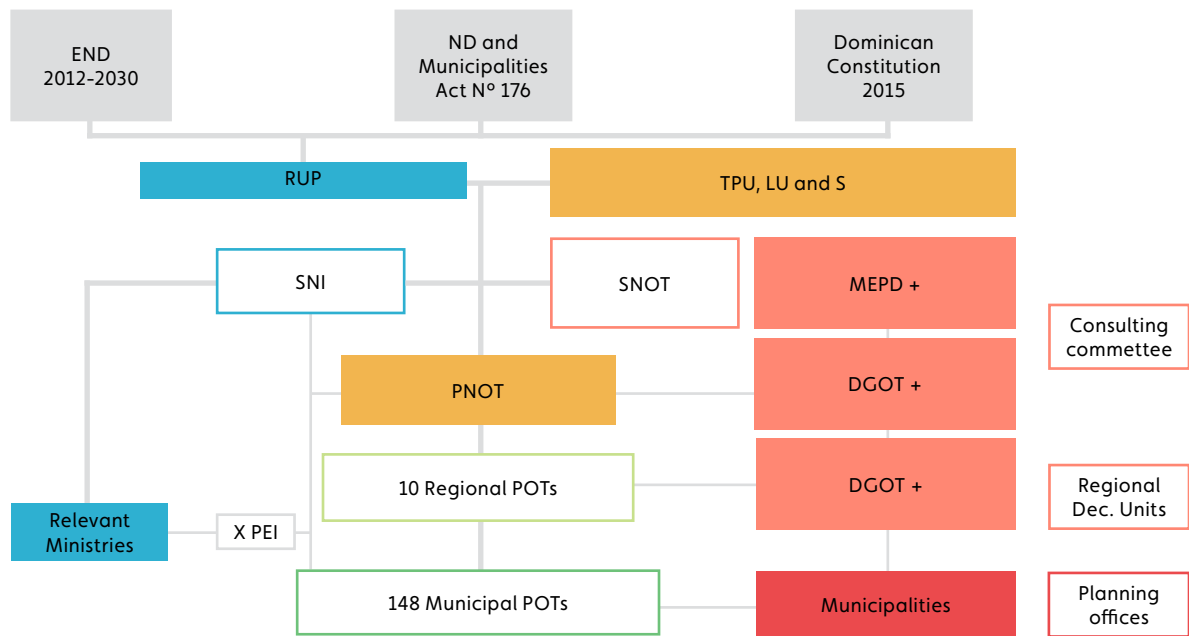 END
2012-2030
ND and
Municipalities
Act Nº 176
Dominican
Constitution
2015
RUP
TPU, LU and S
SNI
SNOT
MEPD +
Consulting
commettee
PNOT
DGOT +
10 Regional POTs
DGOT +
Regional
Dec. Units
Relevant
Ministries
X PEI
148 Municipal POTs
Municipalities
Planning
offices